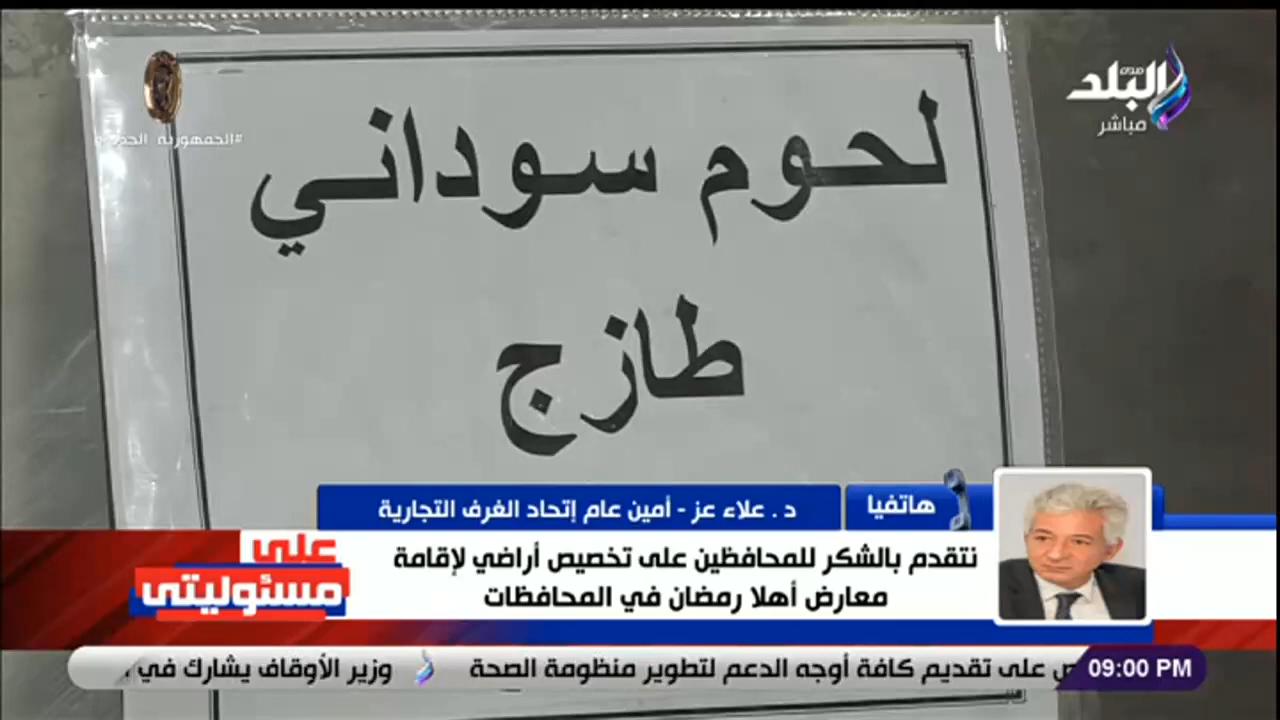 صدى البلد
مباشر
#الجمهورية
لحوم سوداني
طازج
هاتفيا
د . علاء عز - أمين عام إتحاد الغرف التجارية
نتقدم بالشكر للمحافظين على تخصيص أراضي لإقامة
معارض أهلا رمضان في المحافظات
على
مسئوليتى
09:00 PM
على تقديم كافة أوجه الدعم لتطوير منظومة الصحة
وزير الأوقاف يشارك في